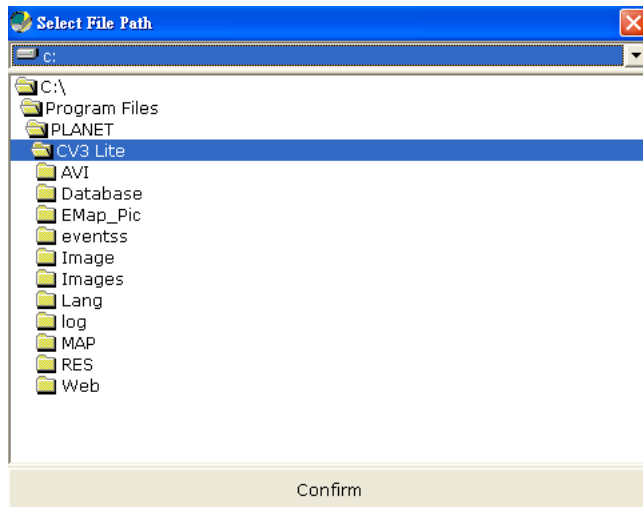 Select File Path
c:
C:\
Program Files
PLANET
CV3 Lite
AVI
Database
EMap_Pic
eventss
Image
Images
Lang
log
MAP
RES
Web
Confirm